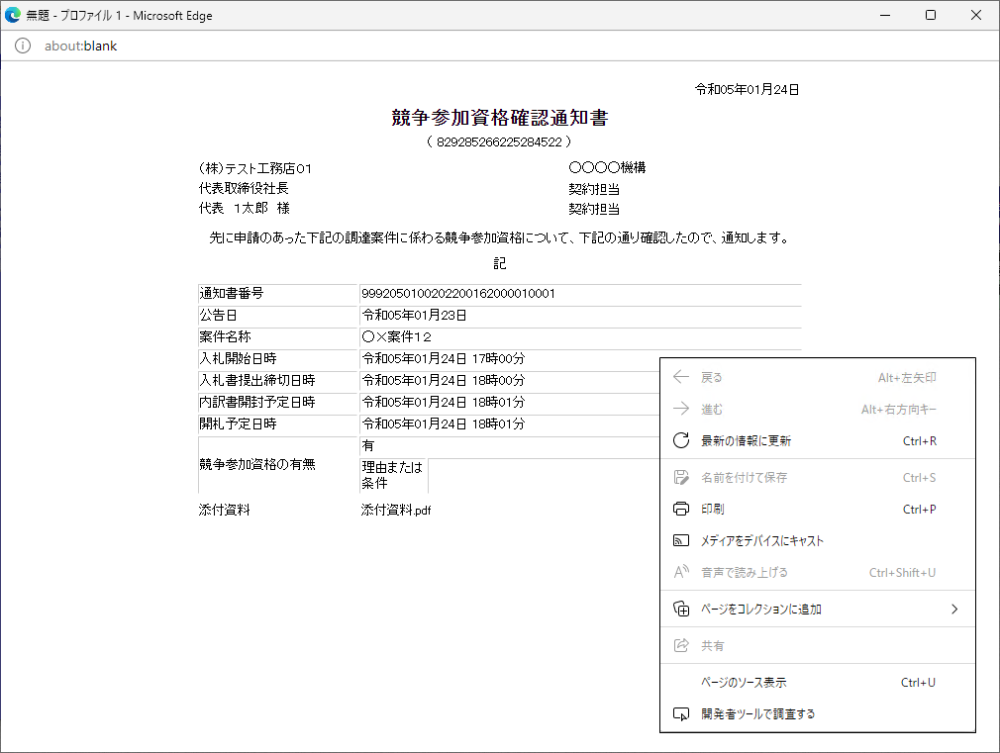 無題 - プロファイル 1 - Microsoft Edge
about:blank
令和05年01月24日
競争参加資格確認通知書
( 829285266225284522 )
(株)テスト工務店01
〇〇〇〇機構
代表取締役社長
契約担当
代表 1太郎 様
契約担当
先に申請のあった下記の調達案件に係わる競争参加資格について、下記の通り確認したので、通知します。
記
通知書番号 99920501002022001620000​10001
公告日 令和05年01月23日
案件名称 〇×案件12
入札開始日時 令和05年01月24日 17時00分
入札書提出締切日時 令和05年01月24日 18時00分
内訳書開封予定日時 令和05年01月24日 18時01分
開札予定日時 令和05年01月24日 18時01分
競争参加資格の有無 有
理由または
条件
添付資料 添付資料.pdf
戻る Alt+左矢印
進む Alt+右方向キー
最新の情報に更新 Ctrl+R
名前を付けて保存 Ctrl+S
印刷 Ctrl+P
メディアをデバイスにキャスト
音声で読み上げる Ctrl+Shift+U
ページをコレクションに追加
共有
ページのソース表示 Ctrl+U
開発者ツールで調査する